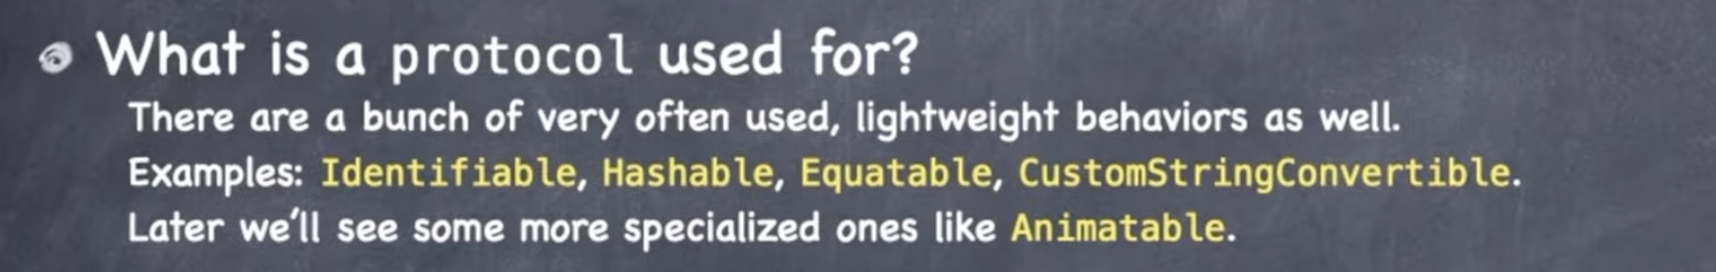 What is a protocol used for?
There are a bunch of very often used, lightweight behaviors as well.
Examples: Identifiable, Hashable, Equatable, CustomStringConvertible.
Later we'll see some more specialized ones like Animatable.